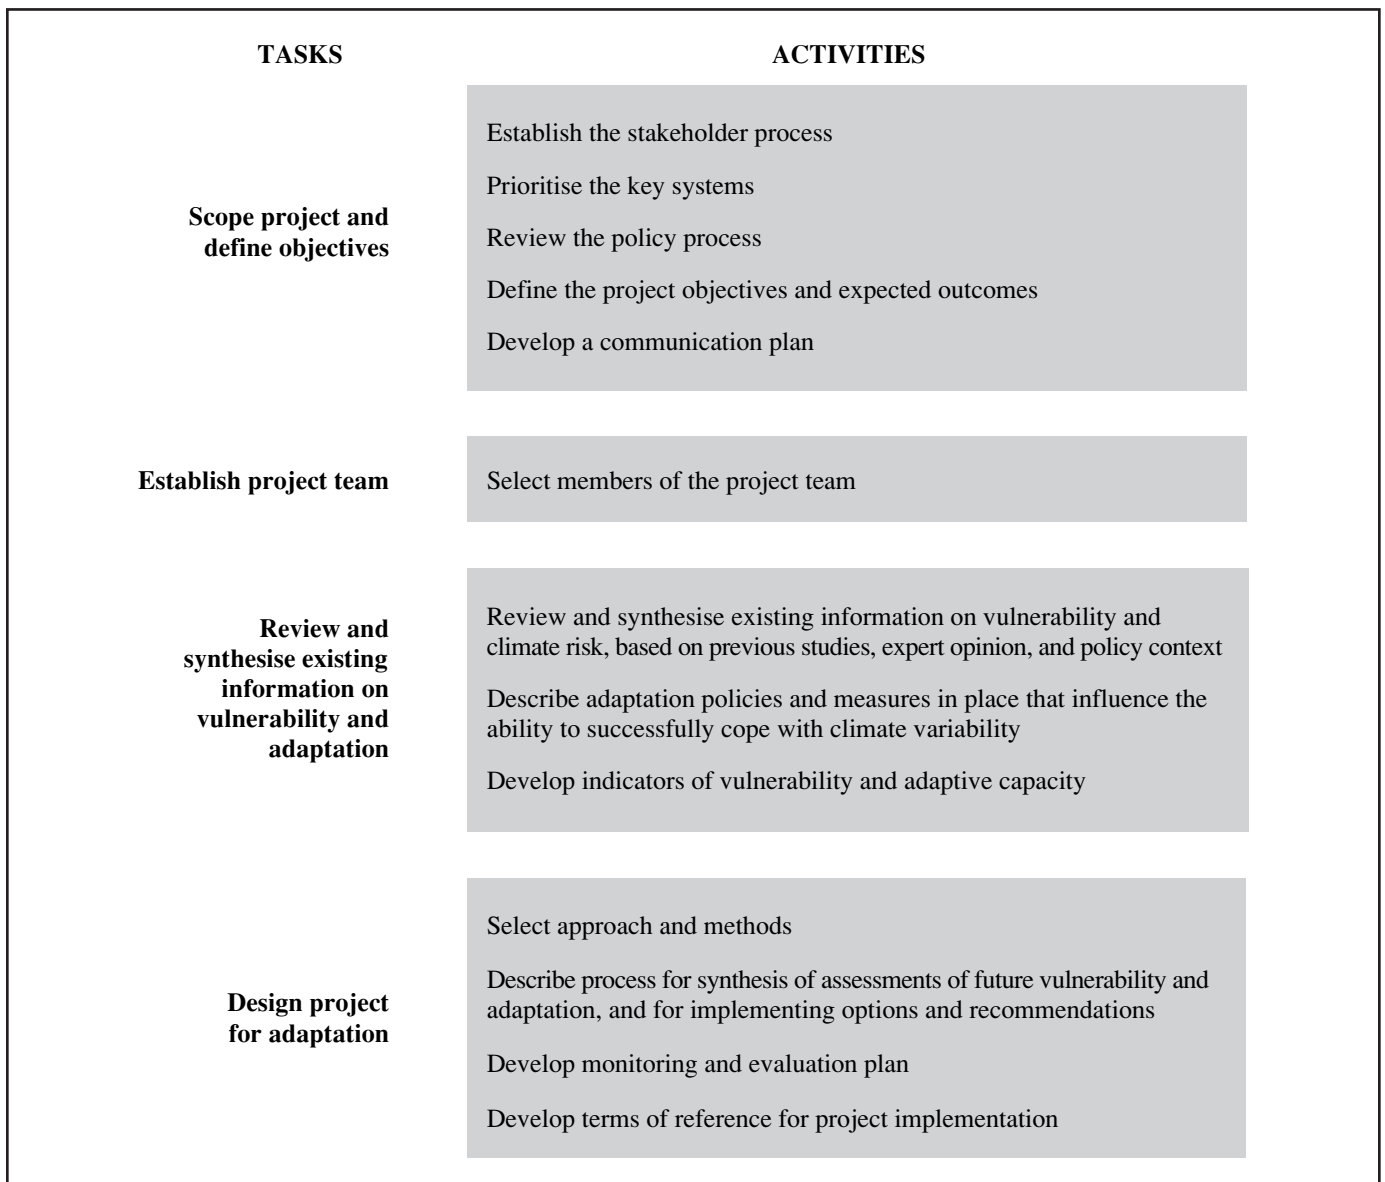 TASKS
ACTIVITIES
Scope project and
define objectives
Establish the stakeholder process
Prioritise the key systems
Review the policy process
Define the project objectives and expected outcomes
Develop a communication plan
Establish project team
Select members of the project team
Review and
synthesise existing
information on
vulnerability and
adaptation
Review and synthesise existing information on vulnerability and
climate risk, based on previous studies, expert opinion, and policy context
Describe adaptation policies and measures in place that influence the
ability to successfully cope with climate variability
Develop indicators of vulnerability and adaptive capacity
Design project
for adaptation
Select approach and methods
Describe process for synthesis of assessments of future vulnerability and
adaptation, and for implementing options and recommendations
Develop monitoring and evaluation plan
Develop terms of reference for project implementation